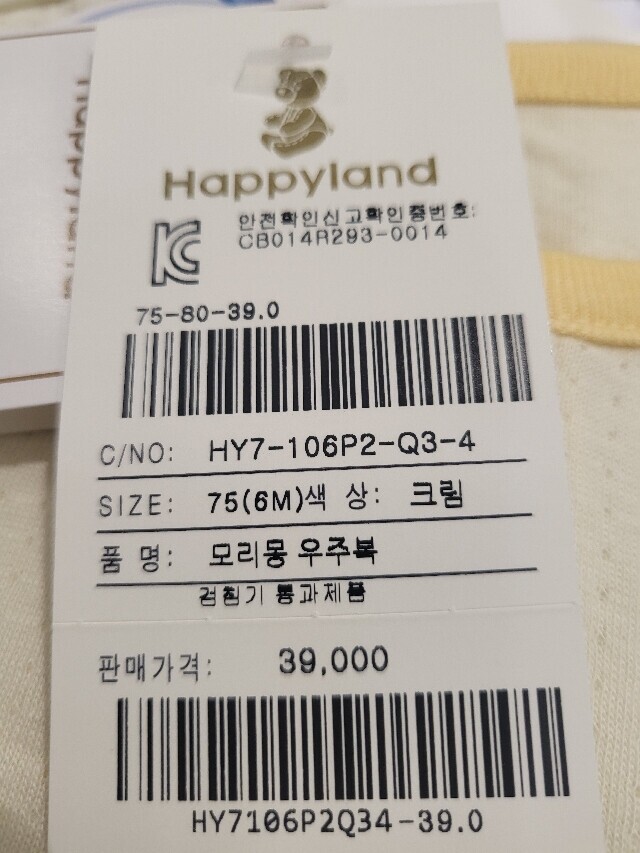 Happyland
Happyland
KC
안전확인신고확인증번호:
CB014R293-0014
75-80-39.0
C/NO: HY7-106P2-Q3-4
SIZE: 75(6M)색 상: 크림
품 명: 모리몽 우주복
검침기 통과제품
판매가격: 39,000
HY7106P2Q34-39.0